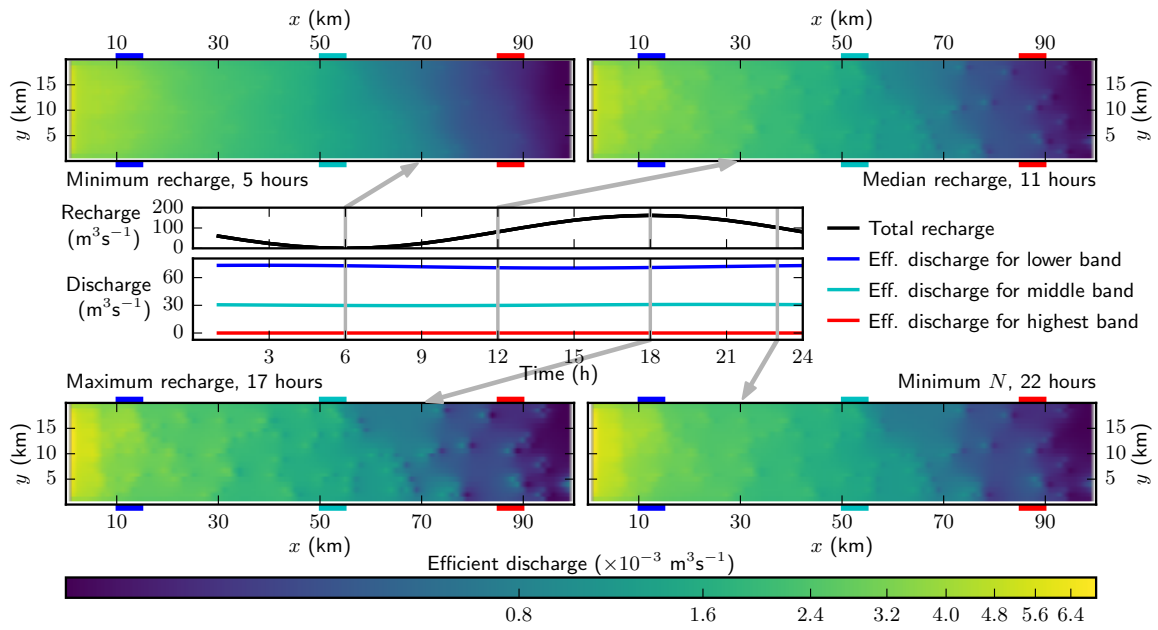 x (km)
x (km)
10 30 50 70 90
10 30 50 70 90
y (km)
15
10
5
15
10
5
y (km)
Minimum recharge, 5 hours
Median recharge, 11 hours
Recharge
(m³s⁻¹)
200
100
0
Discharge
(m³s⁻¹)
60
30
0
3 6 9 12 15 18 21 24
Time (h)
Total recharge
Eff. discharge for lower band
Eff. discharge for middle band
Eff. discharge for highest band
Maximum recharge, 17 hours
Minimum N, 22 hours
y (km)
15
10
5
15
10
5
y (km)
10 30 50 70 90
10 30 50 70 90
x (km)
x (km)
Efficient discharge (×10⁻³ m³s⁻¹)
0.8 1.6 2.4 3.2 4.0 4.8 5.6 6.4